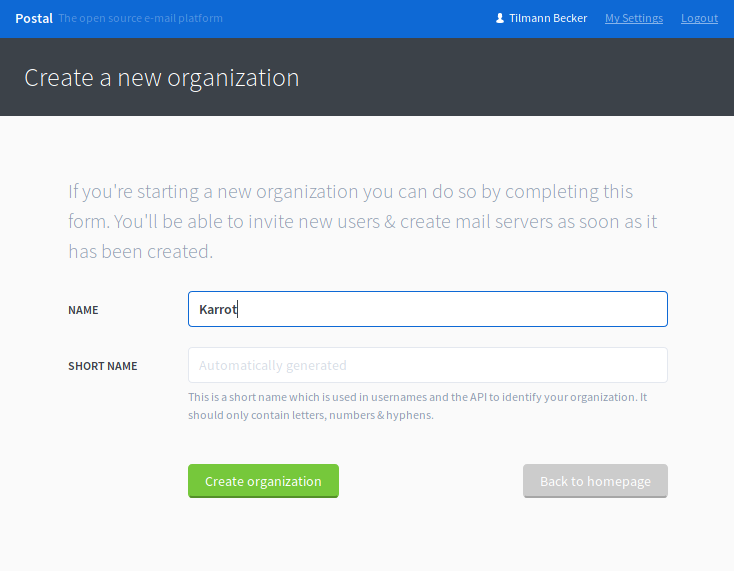 Postal The open source e-mail platform Tilmann Becker My Settings Logout
Create a new organization
If you're starting a new organization you can do so by completing this
form. You'll be able to invite new users & create mail servers as soon as it
has been created.
NAME Karrot
SHORT NAME Automatically generated
This is a short name which is used in usernames and the API to identify your organization. It
should only contain letters, numbers & hyphens.
Create organization Back to homepage